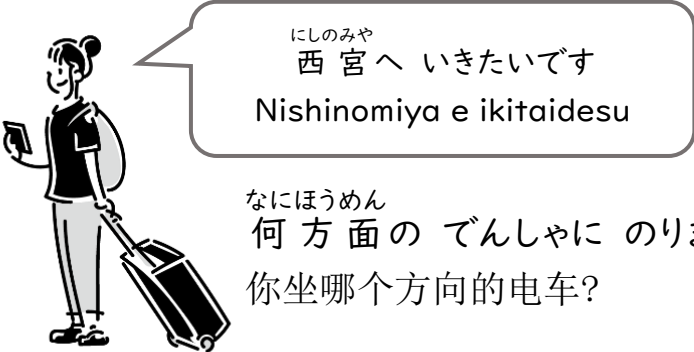 にしのみや
西宮へ いきたいです
Nishinomiya e ikitaidesu
なにほうめん
何方面の でんしゃに のりま
你坐哪个方向的电车?